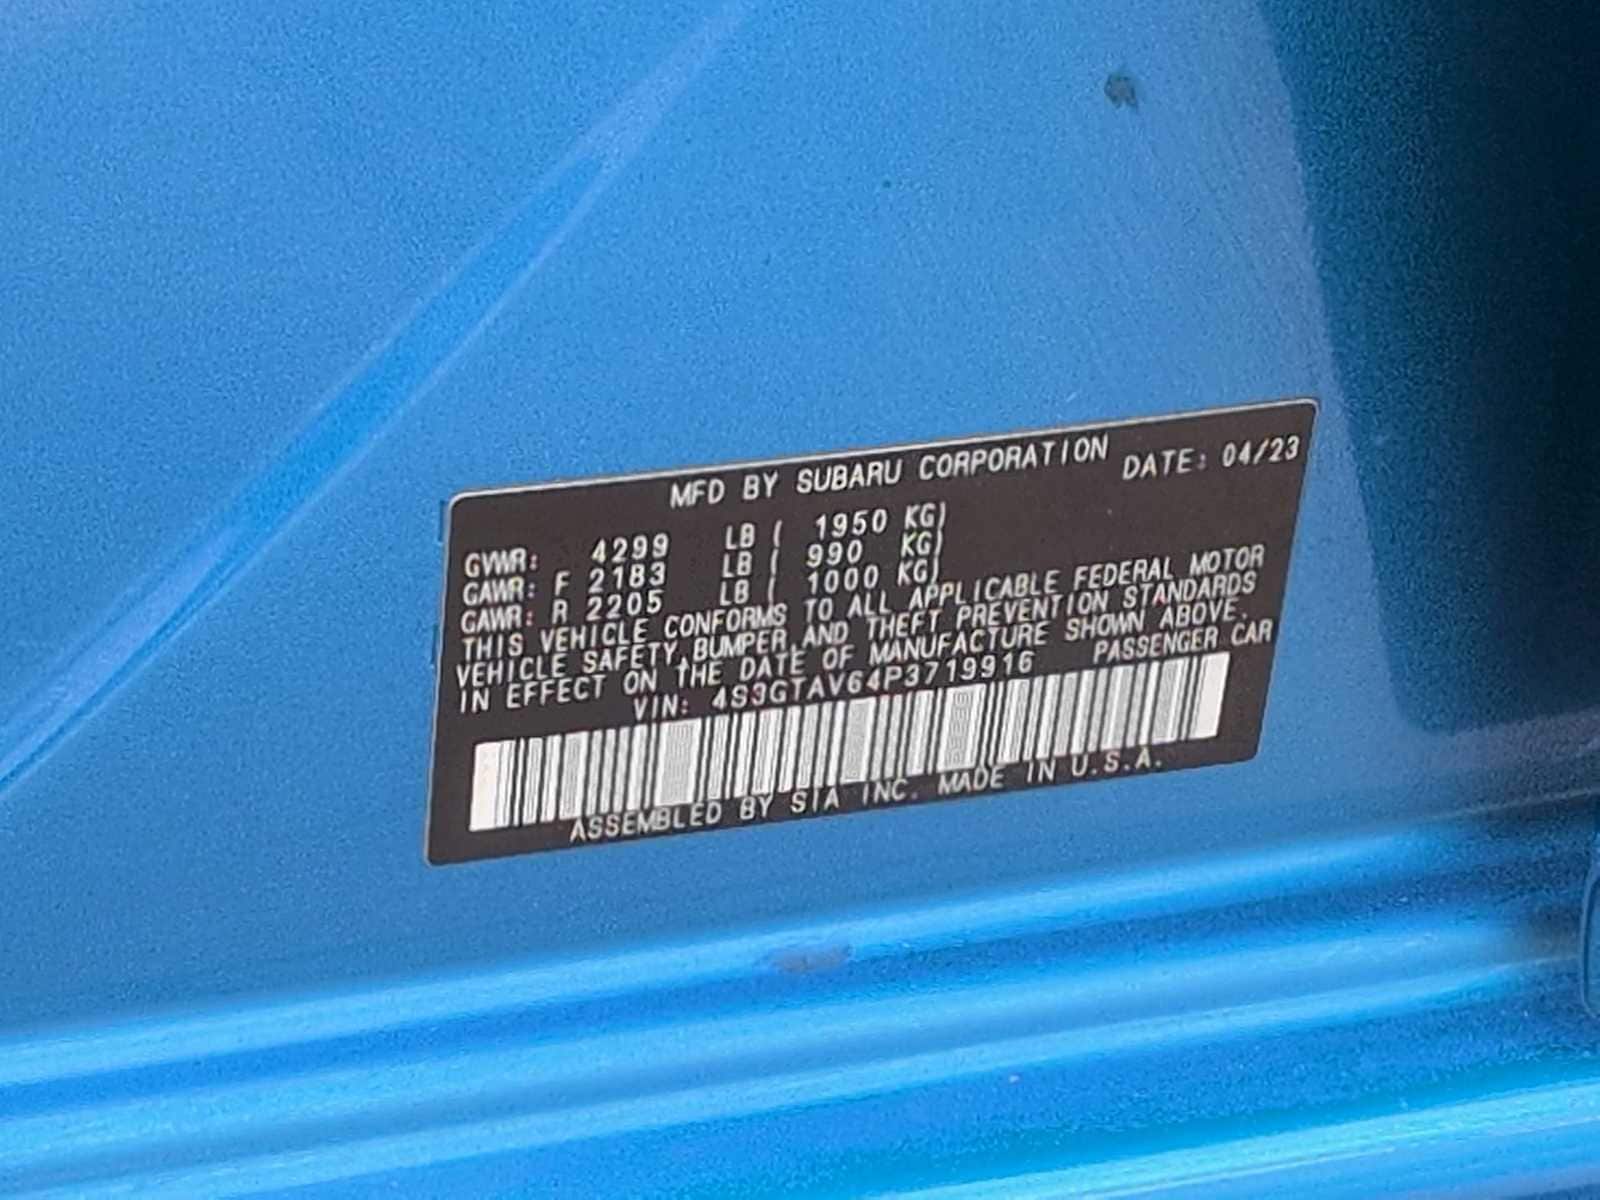 MFD BY SUBARU CORPORATION DATE: 04/23
GVWR: 4299 LB ( 1950 KG)
GAWR: F 2183 LB ( 990 KG)
GAWR: R 2205 LB ( 1000 KG)
THIS VEHICLE CONFORMS TO ALL APPLICABLE FEDERAL MOTOR
VEHICLE SAFETY, BUMPER, AND THEFT PREVENTION STANDARDS
IN EFFECT ON THE DATE OF MANUFACTURE SHOWN ABOVE.
VIN: 4S3GTAV64P3719916 PASSENGER CAR
ASSEMBLED BY SIA INC. MADE IN U.S.A.